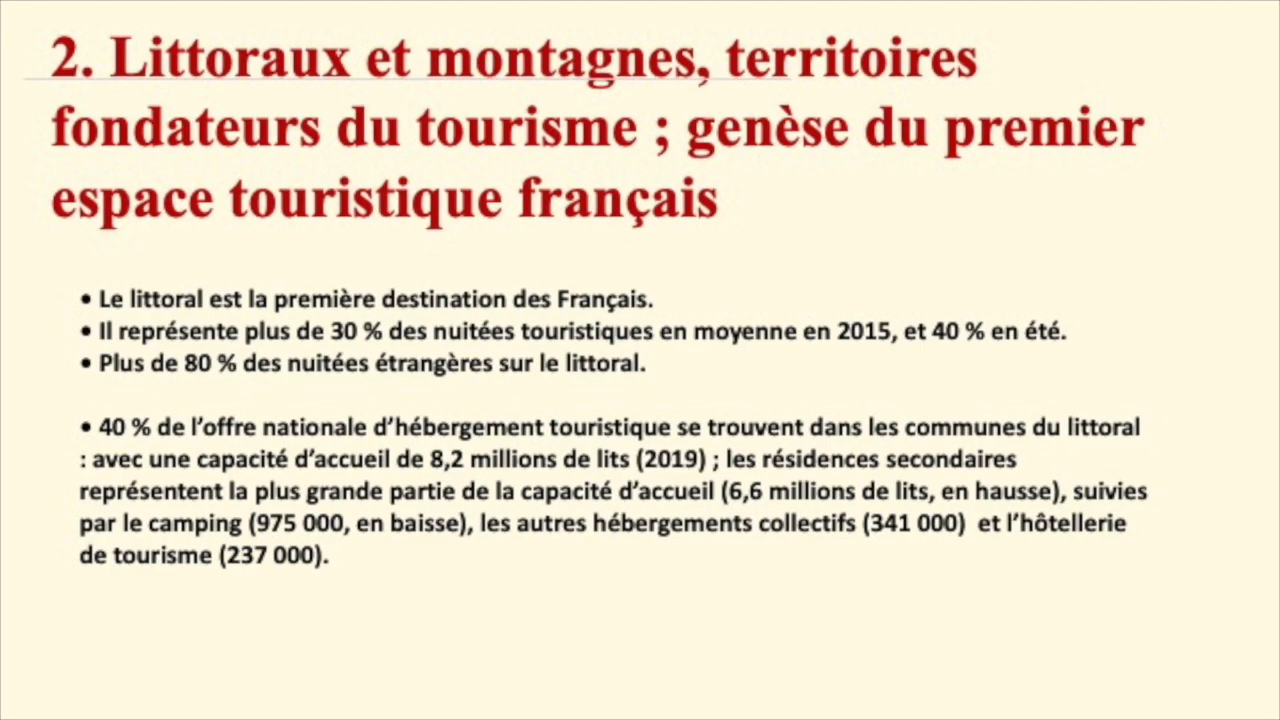 2. Littoraux et montagnes, territoires
fondateurs du tourisme ; genèse du premier
espace touristique français
• Le littoral est la première destination des Français.
• Il représente plus de 30 % des nuitées touristiques en moyenne en 2015, et 40 % en été.
• Plus de 80 % des nuitées étrangères sur le littoral.
• 40 % de l’offre nationale d’hébergement touristique se trouvent dans les communes du littoral
: avec une capacité d’accueil de 8,2 millions de lits (2019) ; les résidences secondaires
représentent la plus grande partie de la capacité d’accueil (6,6 millions de lits, en hausse), suivies
par le camping (975 000, en baisse), les autres hébergements collectifs (341 000)  et l’hôtellerie
de tourisme (237 000).